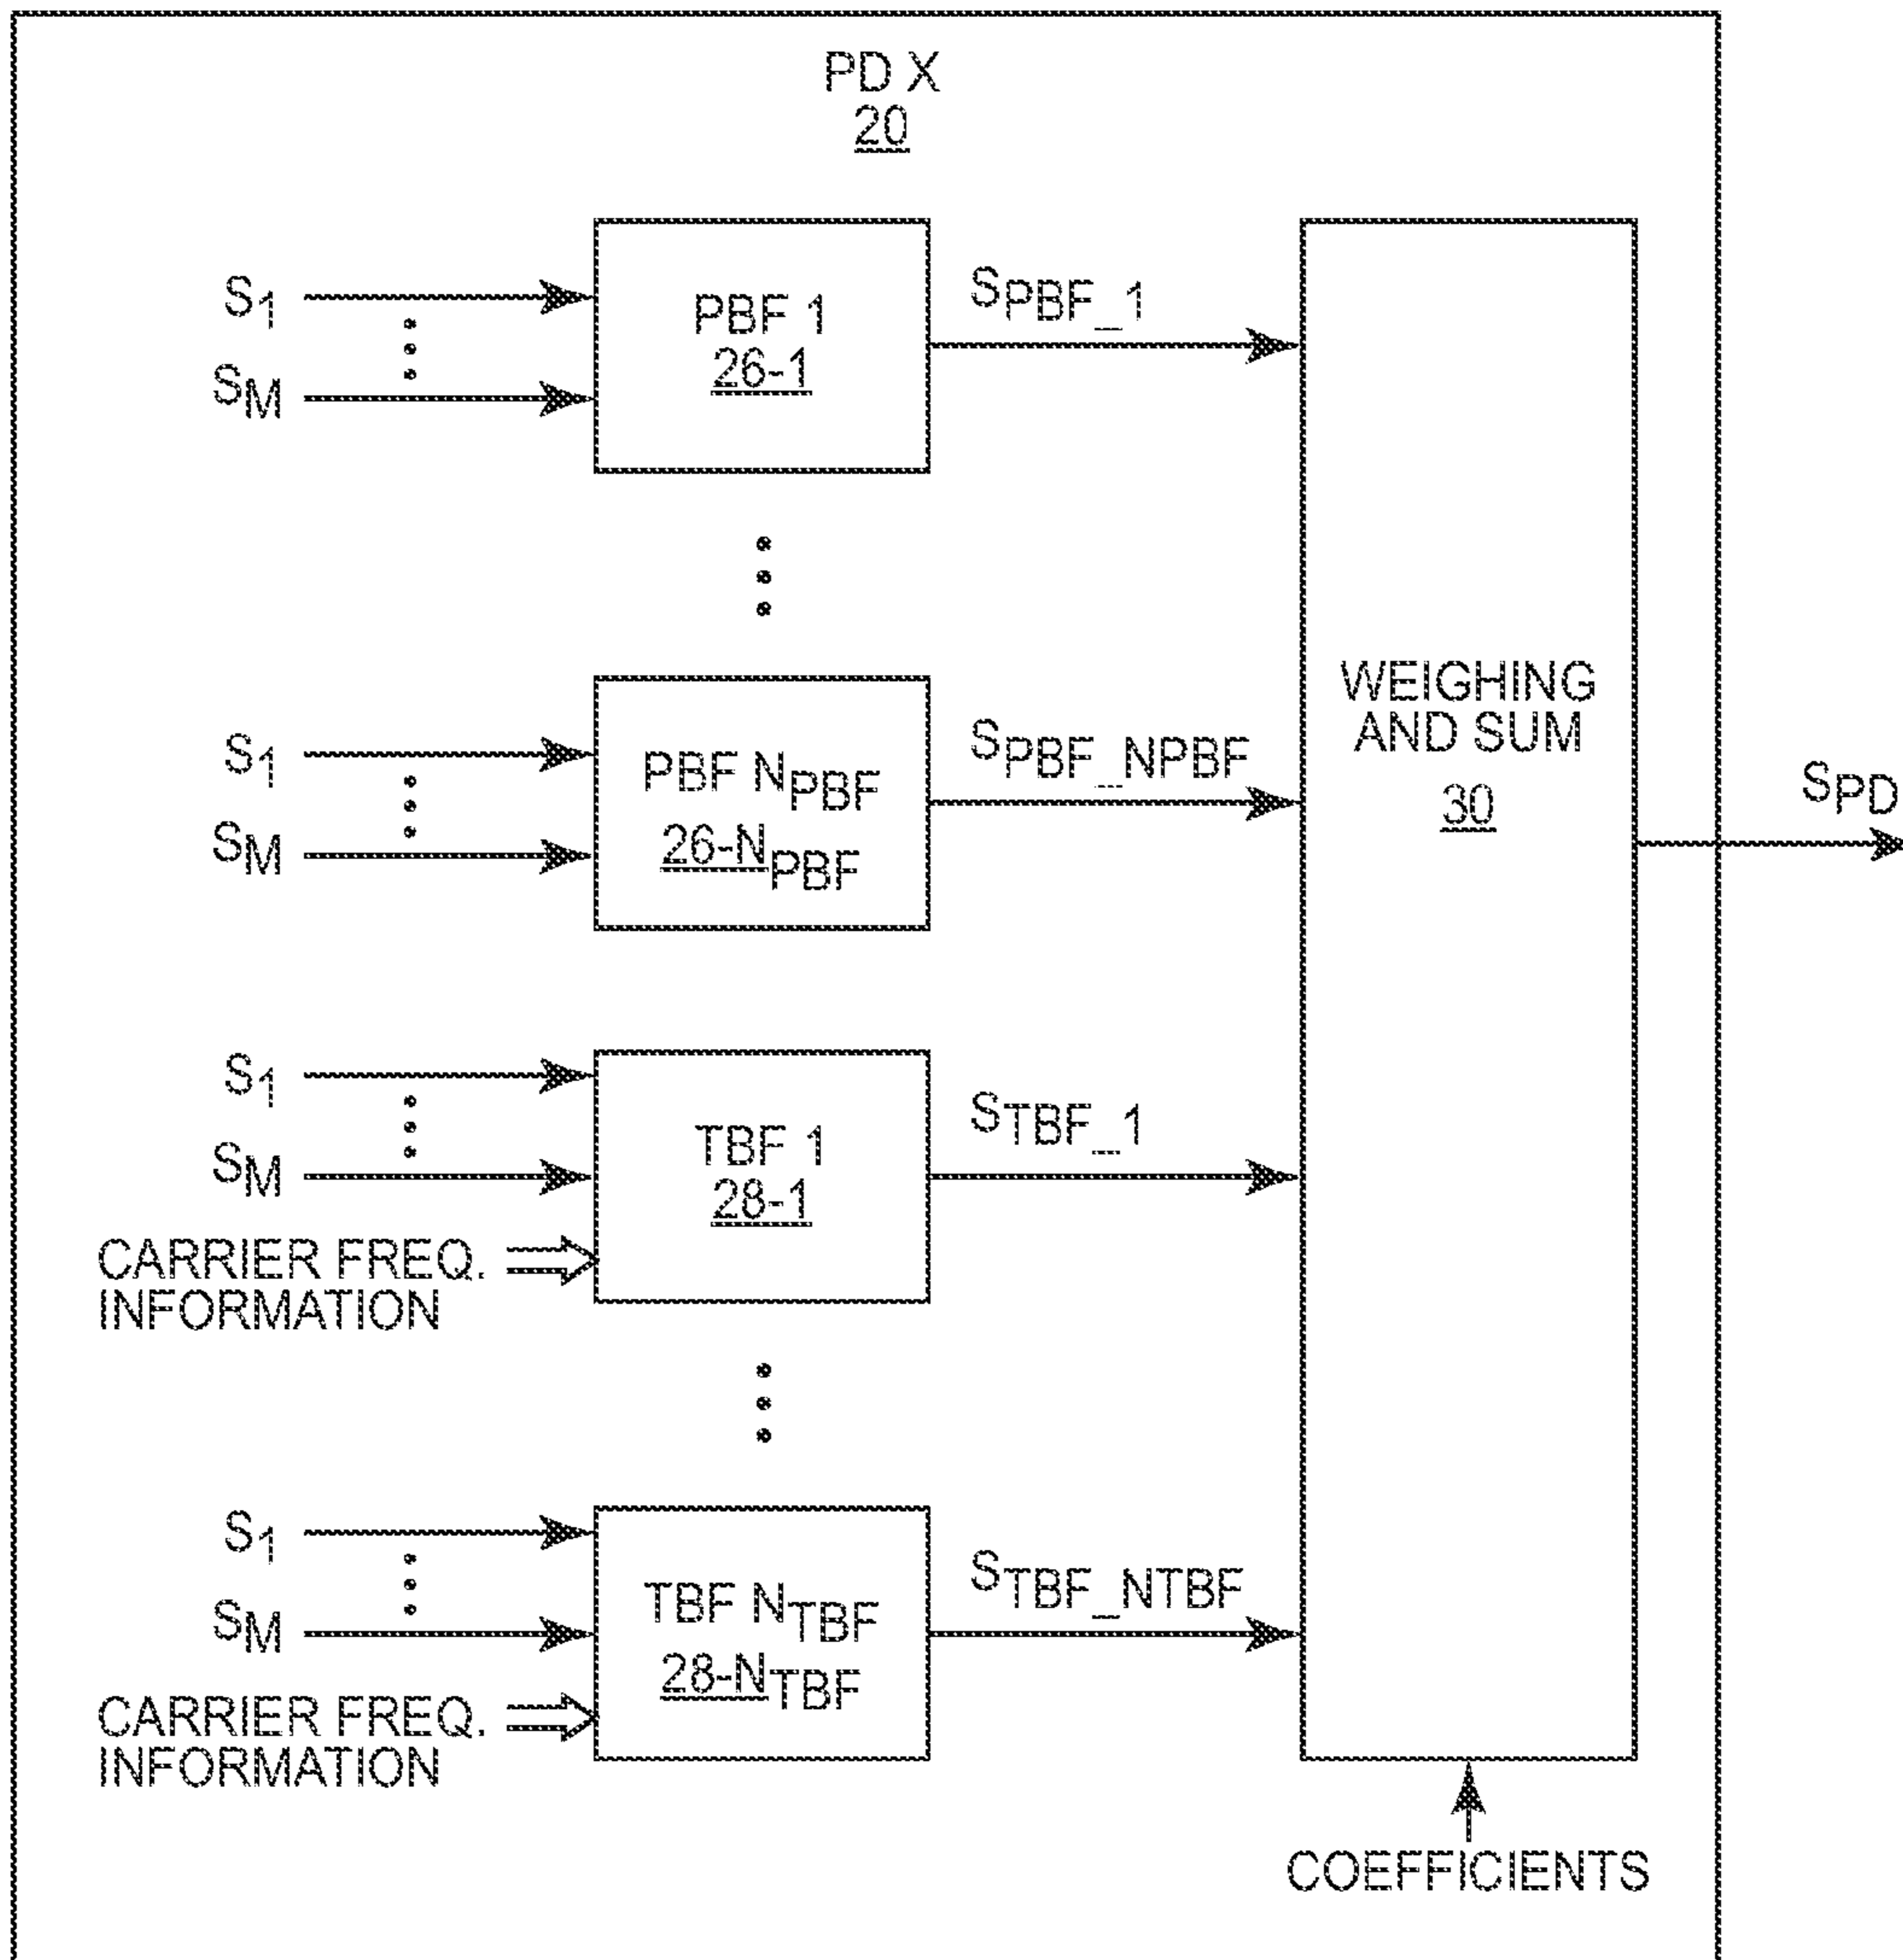 PD X
20
S1
SM
PBF 1
26-1
SPBF_1
S1
SM
PBF NPBF
26-NPBF
SPBF_NPBF
WEIGHING
AND SUM
30
SPD
S1
SM
CARRIER FREQ.
INFORMATION
TBF 1
28-1
STBF_1
S1
SM
CARRIER FREQ.
INFORMATION
TBF NTBF
28-NTBF
STBF_NTBF
COEFFICIENTS